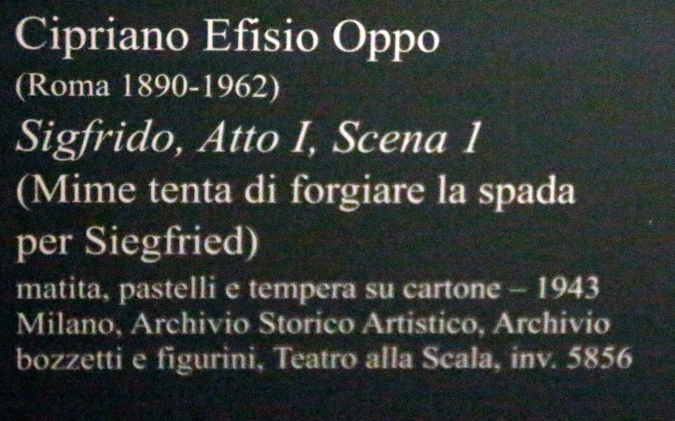 Cipriano Efisio Oppo
(Roma 1890-1962)
Sigfrido, Atto I, Scena 1
(Mime tenta di forgiare la spada
per Siegfried)
matita, pastelli e tempera su cartone – 1943
Milano, Archivio Storico Artistico, Archivio
bozzetti e figurini, Teatro alla Scala, inv. 5856